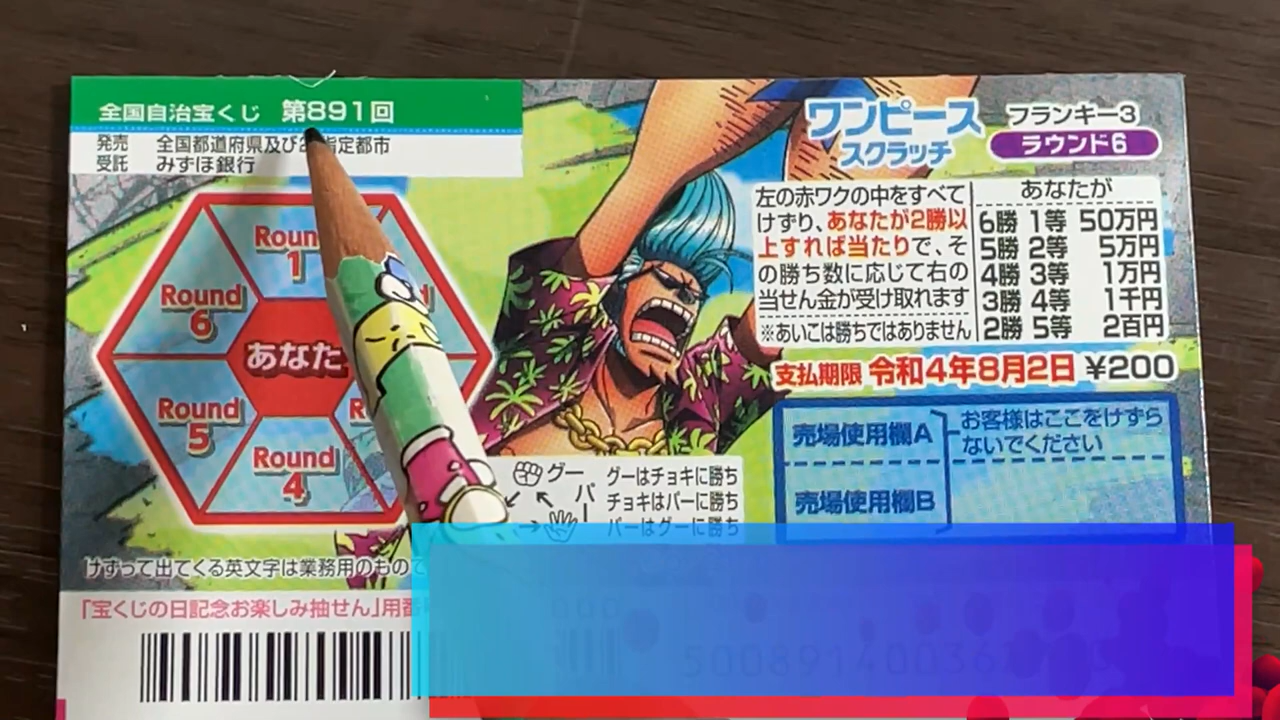 全国自治宝くじ 第891回
発売 全国都道府県及び 指定都市
受託 みずほ銀行
Round 1
Round 6
あなた
Round 5
Round 4
ワンピース
スクラッチ
フランキー3
ラウンド6
左の赤ワクの中をすべて
けずり、あなたが2勝以
上すれば当たりで、そ
の勝ち数に応じて右の
当せん金が受け取れます
※あいこは勝ちではありません
あなたが
6勝 1等 50万円
5勝 2等 5万円
4勝 3等 1万円
3勝 4等 1千円
2勝 5等 2百円
支払期限 令和4年8月2日 ¥200
売場使用欄A
売場使用欄B
お客様はここをけずら
ないでください
グー
パー
グーはチョキに勝ち
チョキはパーに勝ち
パーはグーに勝ち
けずって出てくる英文字は業務用のもので
「宝くじの日記念お楽しみ抽せん」用番